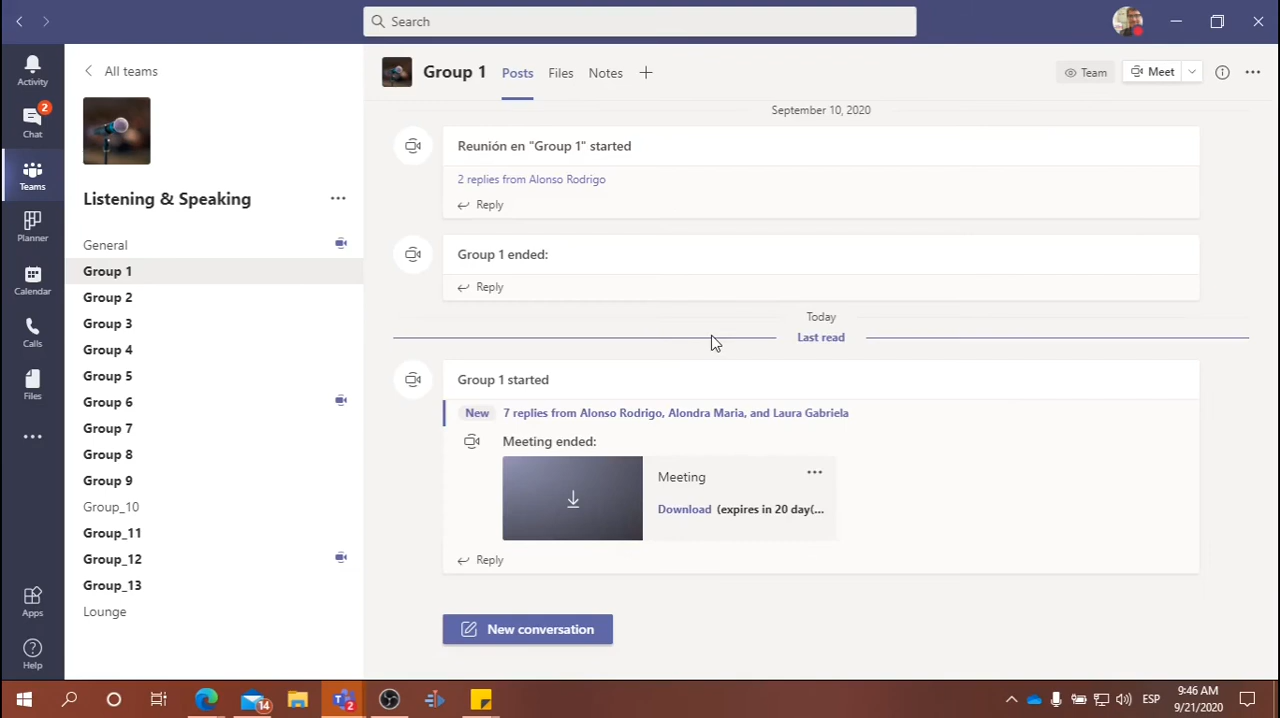 Search
Activity
Chat
2
Teams
Planner
Calendar
Calls
Files
Apps
Help
All teams
Listening & Speaking
General
Group 1
Group 2
Group 3
Group 4
Group 5
Group 6
Group 7
Group 8
Group 9
Group_10
Group_11
Group_12
Group_13
Lounge
Group 1 Posts Files Notes
Team Meet
September 10, 2020
Reunión en "Group 1" started
2 replies from Alonso Rodrigo
Reply
Group 1 ended:
Reply
Today
Last read
Group 1 started
New 7 replies from Alonso Rodrigo, Alondra Maria, and Laura Gabriela
Meeting ended:
Meeting
Download (expires in 20 day(...
Reply
New conversation
14
2
ESP
9:46 AM
9/21/2020